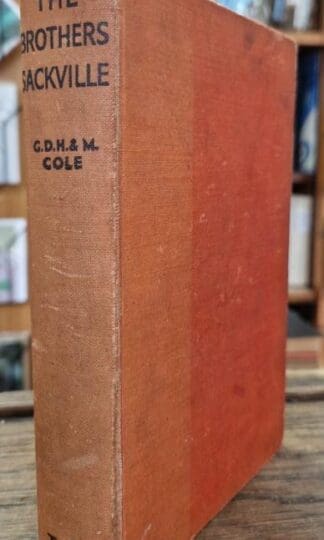 THE
BROTHERS
SACKVILLE
G.D.H. & M.
COLE